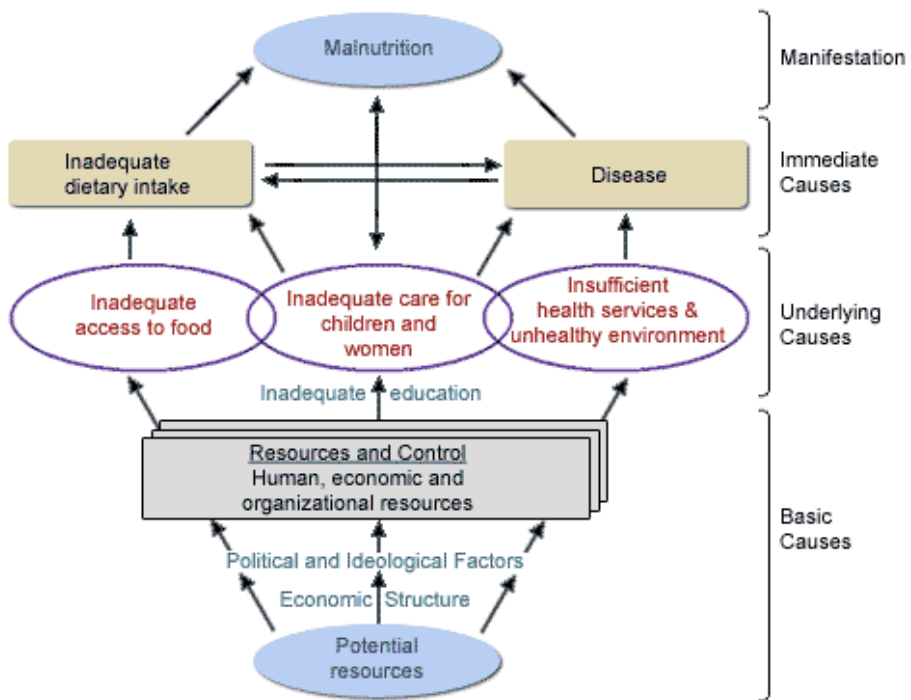 Malnutrition
Manifestation
Inadequate
dietary intake
Disease
Immediate
Causes
Inadequate
access to food
Inadequate care for
children and
women
Insufficient
health services &
unhealthy environment
Underlying
Causes
Inadequate education
Resources and Control
Human, economic and
organizational resources
Basic
Causes
Political and Ideological Factors
Economic Structure
Potential
resources